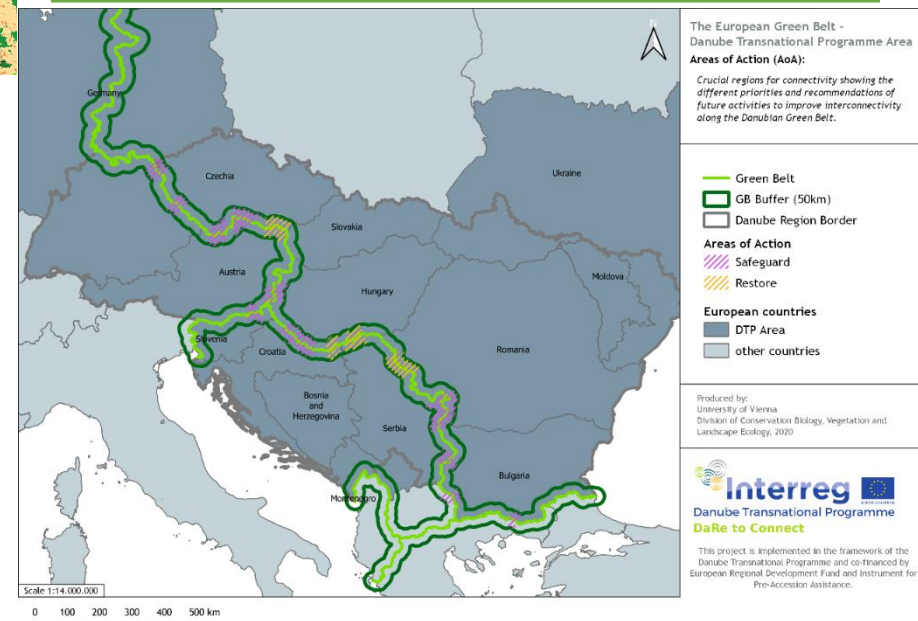 N
Germany
Czechia
Ukraine
Slovakia
Austria
Moldova
Hungary
Slovenia
Croatia
Romania
Bosnia
and
Herzegovina
Serbia
Bulgaria
Montenegro
Scale 1:14.000.000
0 100 200 300 400 500 km
The European Green Belt -
Danube Transnational Programme Area
Areas of Action (AoA):
Crucial regions for connectivity showing the
different priorities and recommendations of
future activities to improve interconnectivity
along the Danubian Green Belt.
Green Belt
GB Buffer (50km)
Danube Region Border
Areas of Action
Safeguard
Restore
European countries
DTP Area
other countries
Produced by:
University of Vienna
Division of Conservation Biology, Vegetation and
Landscape Ecology, 2020
Interreg
Danube Transnational Programme
DaRe to Connect
This project is implemented in the framework of the
Danube Transnational Programme and co-financed by
European Regional Development Fund and Instrument for
Pre-Accession Assistance.